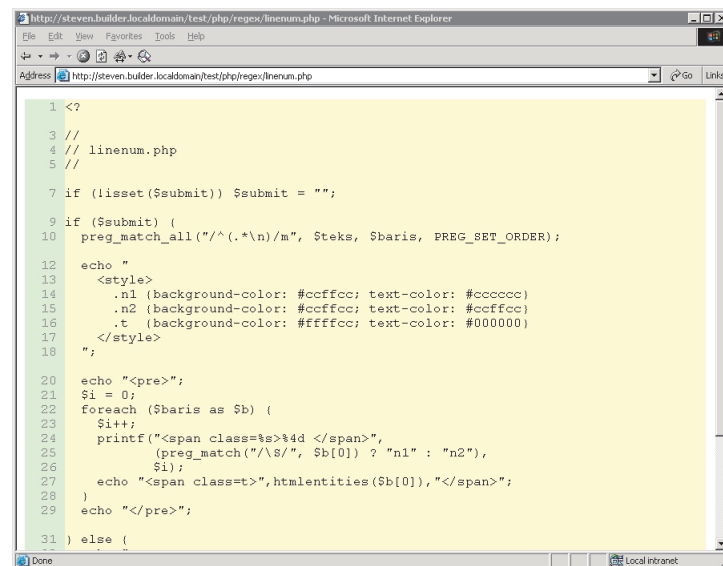 http://steven.builder.localdomain/test/php/regex/linenum.php - Microsoft Internet Explorer
File Edit View Favorites Tools Help
Address http://steven.builder.localdomain/test/php/regex/linenum.php Go Links
1 <?
3 //
4 // linenum.php
5 //
7 if (!isset($submit)) $submit = "";
9 if ($submit) {
10 preg_match_all("/^(.*\n)/m", $teks, $baris, PREG_SET_ORDER);
12 echo "
13 <style>
14 .n1 {background-color: #ccffcc; text-color: #cccccc}
15 .n2 {background-color: #ccffcc; text-color: #ccffcc}
16 .t {background-color: #ffffcc; text-color: #000000}
17 </style>
18 ";
20 echo "<pre>";
21 $i = 0;
22 foreach ($baris as $b) {
23 $i++;
24 printf("<span class=%s>%4d </span>",
25 (preg_match("/\S/", $b[0]) ? "n1" : "n2"),
26 $i);
27 echo "<span class=t>",htmlentities($b[0]),"</span>";
28 }
29 echo "</pre>";
31 } else {
Done Local intranet